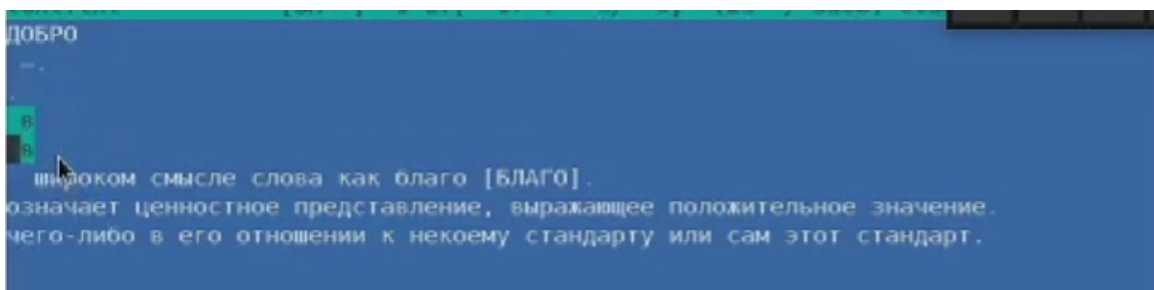 ДОБРО
–.
.
в
в
широком смысле слова как благо [БЛАГО].
означает ценностное представление, выражающее положительное значение.
чего-либо в его отношении к некоему стандарту или сам этот стандарт.